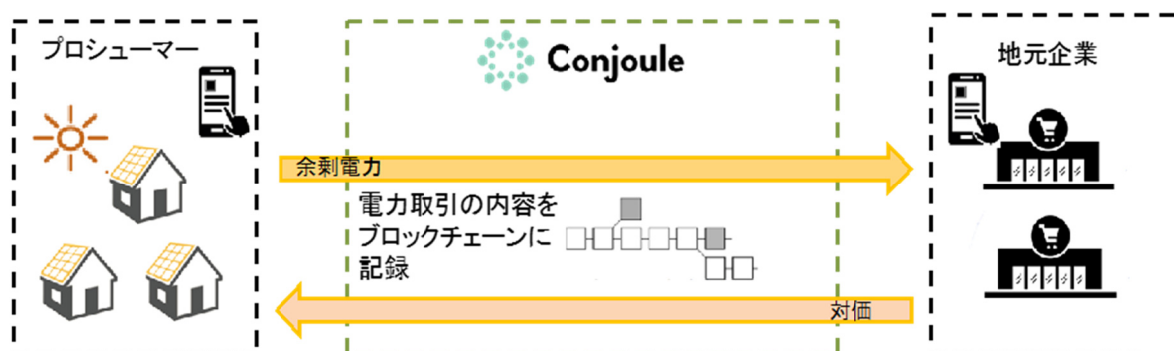 プロシューマー
Conjoule
地元企業
余剰電力
電力取引の内容を
ブロックチェーンに
記録
対価